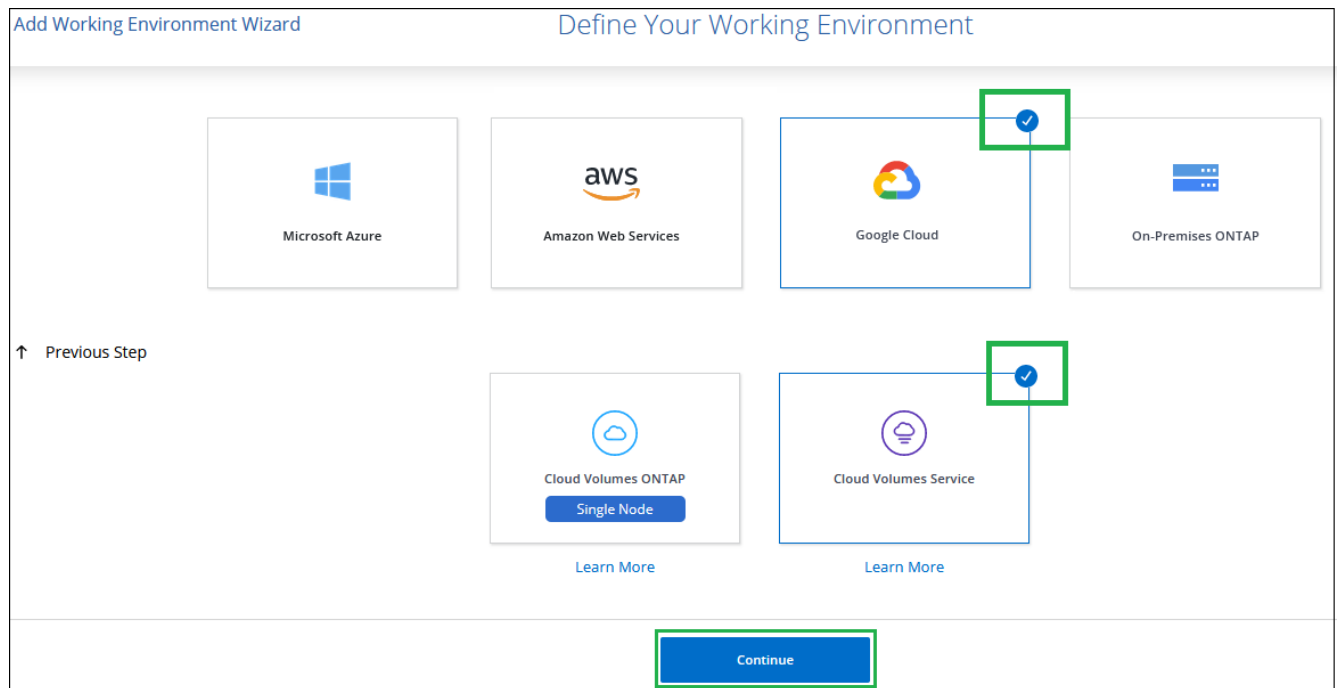 Add Working Environment Wizard
Define Your Working Environment
aws
Microsoft Azure
Amazon Web Services
Google Cloud
On-Premises ONTAP
↑ Previous Step
Cloud Volumes ONTAP
Single Node
Cloud Volumes Service
Learn More
Learn More
Continue